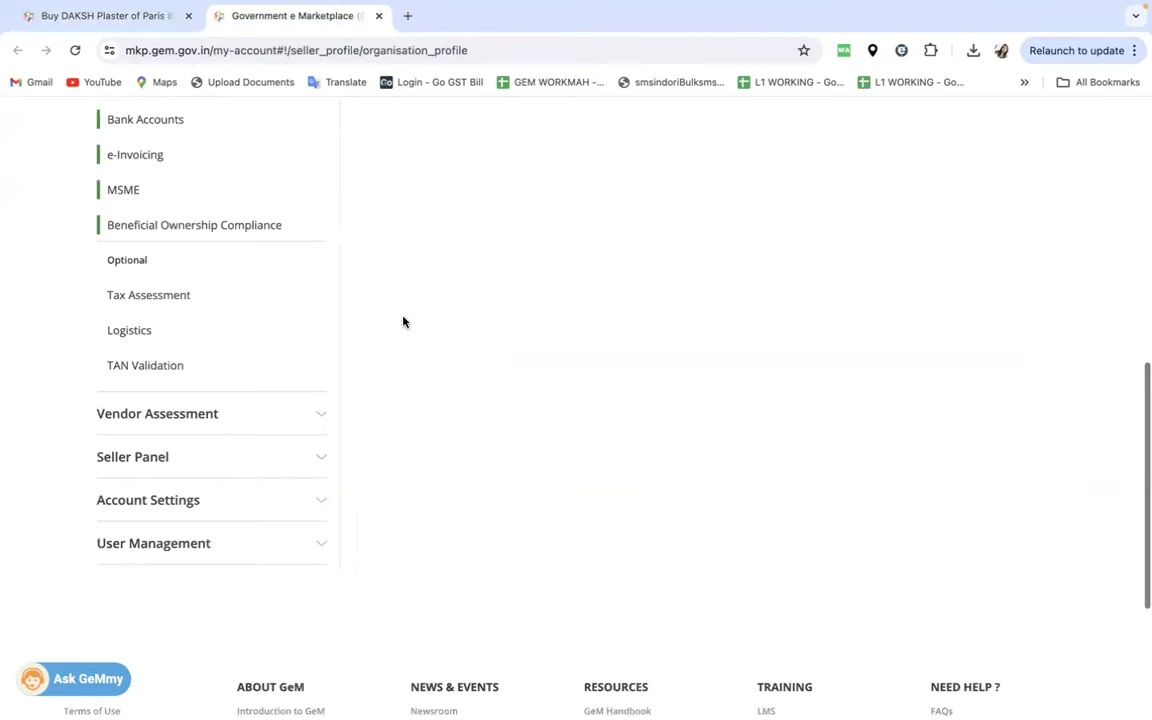 Buy DAKSH Plaster of Paris B
Government e Marketplace (G
mkp.gem.gov.in/my-account#!/seller_profile/organisation_profile
Relaunch to update
Gmail
YouTube
Maps
Upload Documents
Translate
Login - Go GST Bill
GEM WORKMAH -...
smsindoriBulksms...
L1 WORKING - Go...
L1 WORKING - Go...
All Bookmarks
Bank Accounts
e-Invoicing
MSME
Beneficial Ownership Compliance
Optional
Tax Assessment
Logistics
TAN Validation
Vendor Assessment
Seller Panel
Account Settings
User Management
Ask GeMmy
ABOUT GeM
NEWS & EVENTS
RESOURCES
TRAINING
NEED HELP ?
Terms of Use
Introduction to GeM
Newsroom
GeM Handbook
LMS
FAQs